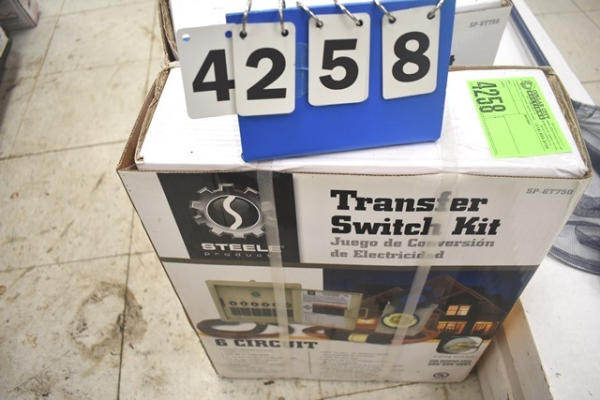 SP-ET750
4258
4258
SP-ET750
Transfer
Switch Kit
Juego de Conversión
de Electricidad
STEELE
products
6 CIRCUIT